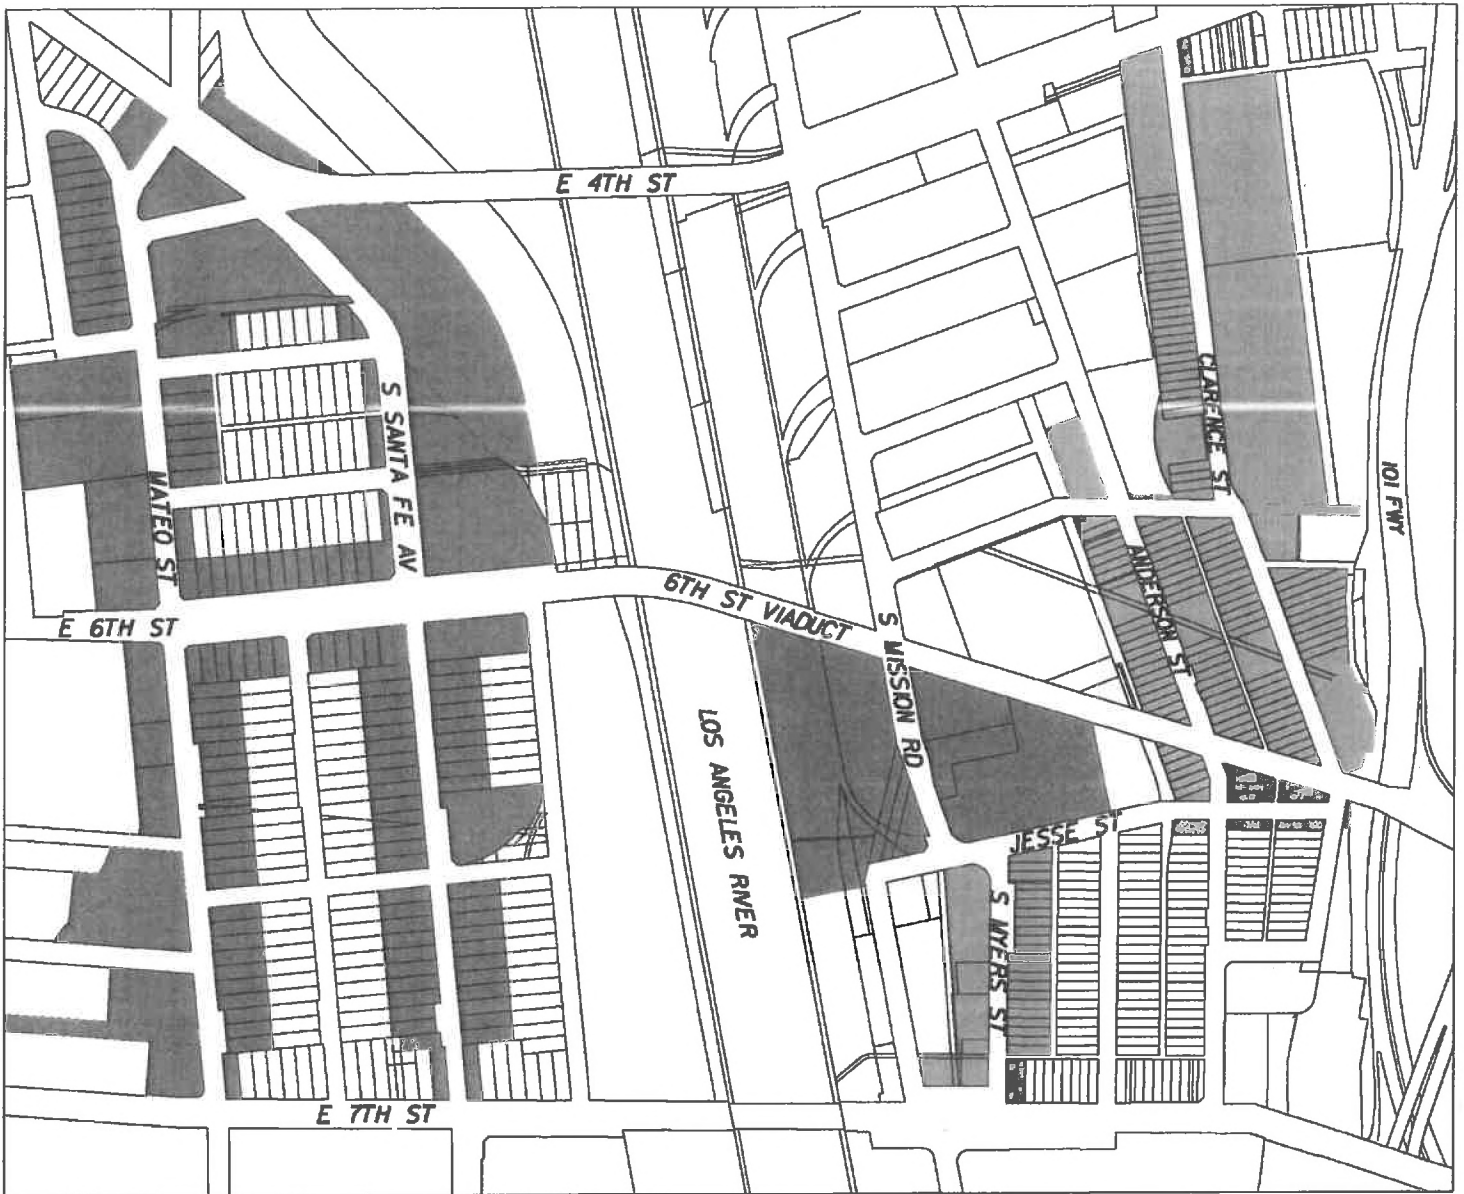 E 4TH ST
CLARENCE ST
S SANTA FE AV
MATEO ST
101 FWY
ANDERSON ST
6TH ST VIADUCT
E 6TH ST
S MISSION RD
LOS ANGELES RIVER
JESSE ST
S MYERS ST
E 7TH ST